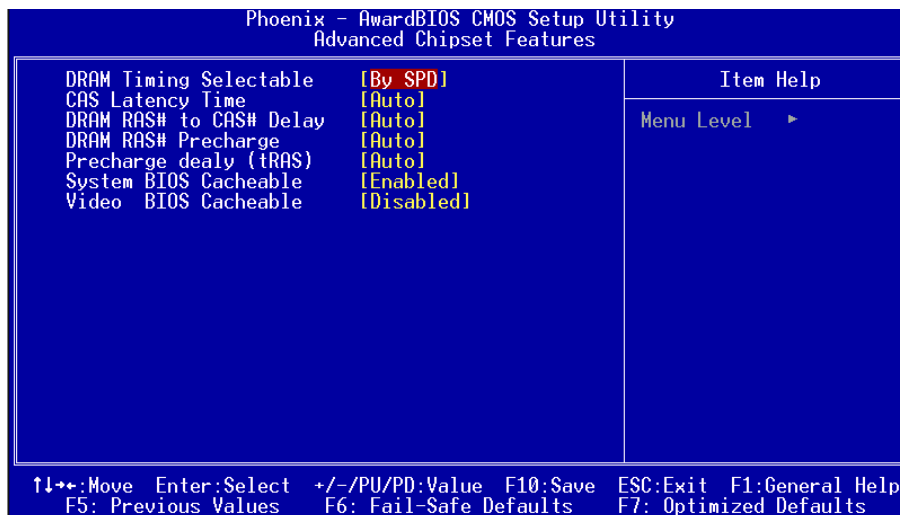 Phoenix - AwardBIOS CMOS Setup Utility
Advanced Chipset Features
DRAM Timing Selectable [By SPD]
CAS Latency Time [Auto]
DRAM RAS# to CAS# Delay [Auto]
DRAM RAS# Precharge [Auto]
Precharge dealy (tRAS) [Auto]
System BIOS Cacheable [Enabled]
Video BIOS Cacheable [Disabled]
Item Help
Menu Level ►
↑↓→←:Move Enter:Select +/-/PU/PD:Value F10:Save ESC:Exit F1:General Help
F5: Previous Values F6: Fail-Safe Defaults F7: Optimized Defaults